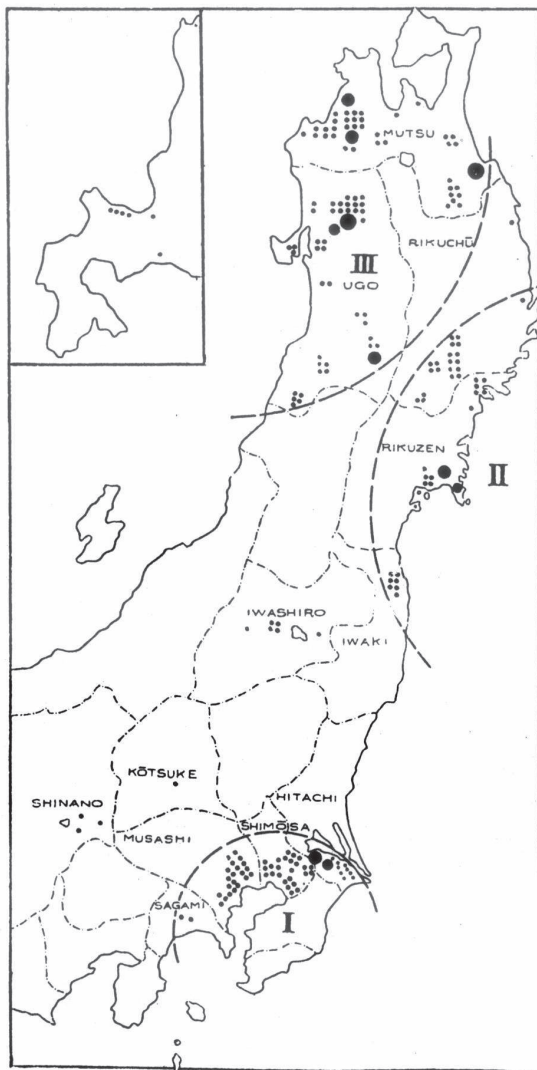 MUTSU
RIKUCHŪ
III
UGO
RIKUZEN
II
IWASHIRO
IWAKI
KŌTSUKE
HITACHI
SHINANO
SHIMŌSA
MUSASHI
SAGAMI
I